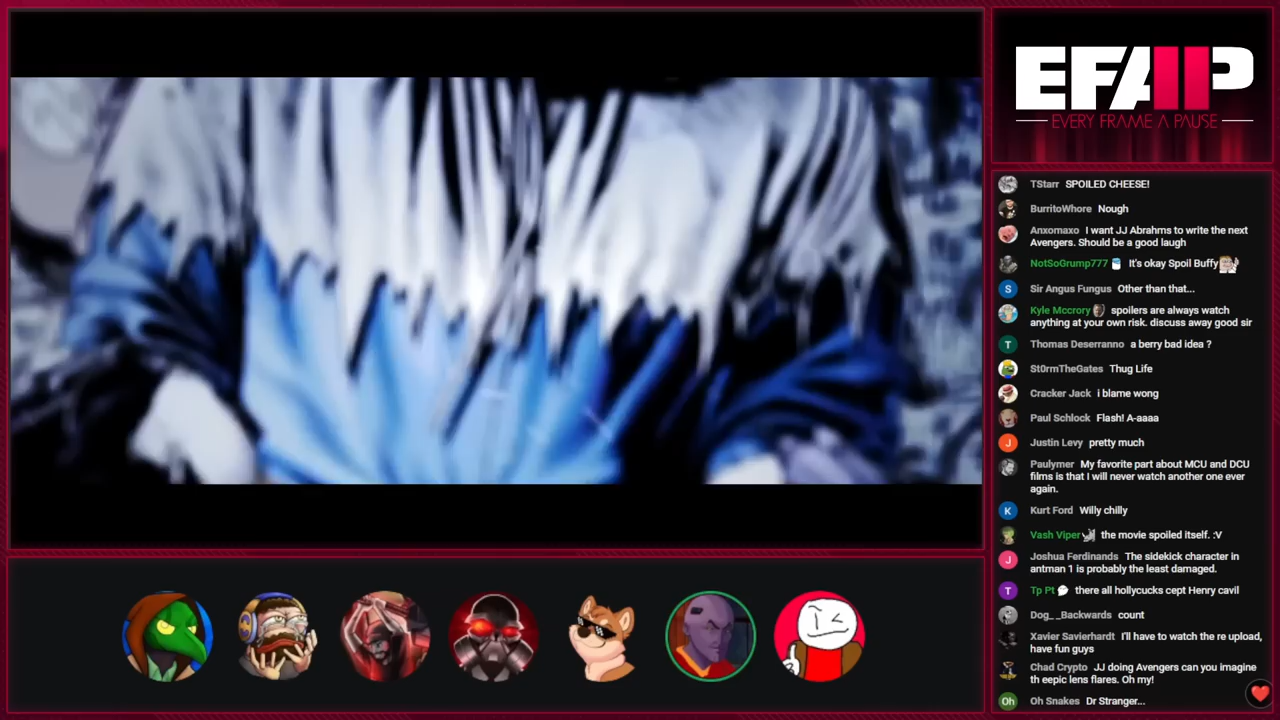 EFAP
EVERY FRAME A PAUSE
TStarr SPOILED CHEESE!
BurritoWhore Nough
Anxomaxo I want JJ Abrahms to write the next
Avengers. Should be a good laugh
NotSoGrump777 It's okay Spoil Buffy
S Sir Angus Fungus Other than that...
Kyle Mccrory spoilers are always watch
anything at your own risk. discuss away good sir
T Thomas Deserranno a berry bad idea ?
St0rmTheGates Thug Life
Cracker Jack i blame wong
Paul Schlock Flash! A-aaaa
J Justin Levy pretty much
Paulymer My favorite part about MCU and DCU
films is that I will never watch another one ever
again.
K Kurt Ford Willy chilly
Vash Viper the movie spoiled itself. :V
J Joshua Ferdinands The sidekick character in
antman 1 is probably the least damaged.
T Tp Pt there all hollycucks cept Henry cavil
Dog__Backwards count
Xavier Savierhardt I'll have to watch the re upload,
have fun guys
Chad Crypto JJ doing Avengers can you imagine
th eepic lens flares. Oh my!
Oh Oh Snakes Dr Stranger...